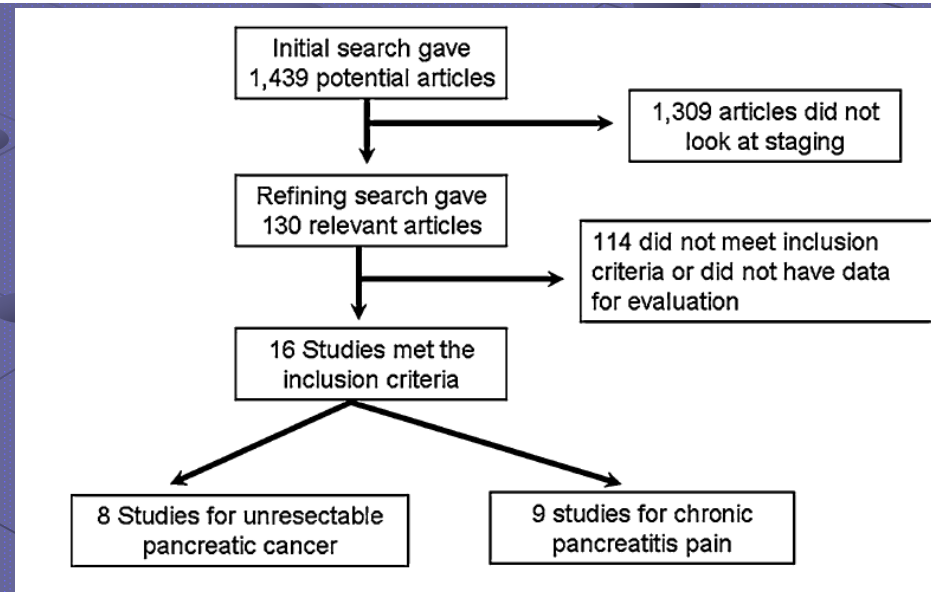 Initial search gave
1,439 potential articles
1,309 articles did not
look at staging
Refining search gave
130 relevant articles
114 did not meet inclusion
criteria or did not have data
for evaluation
16 Studies met the
inclusion criteria
8 Studies for unresectable
pancreatic cancer
9 studies for chronic
pancreatitis pain